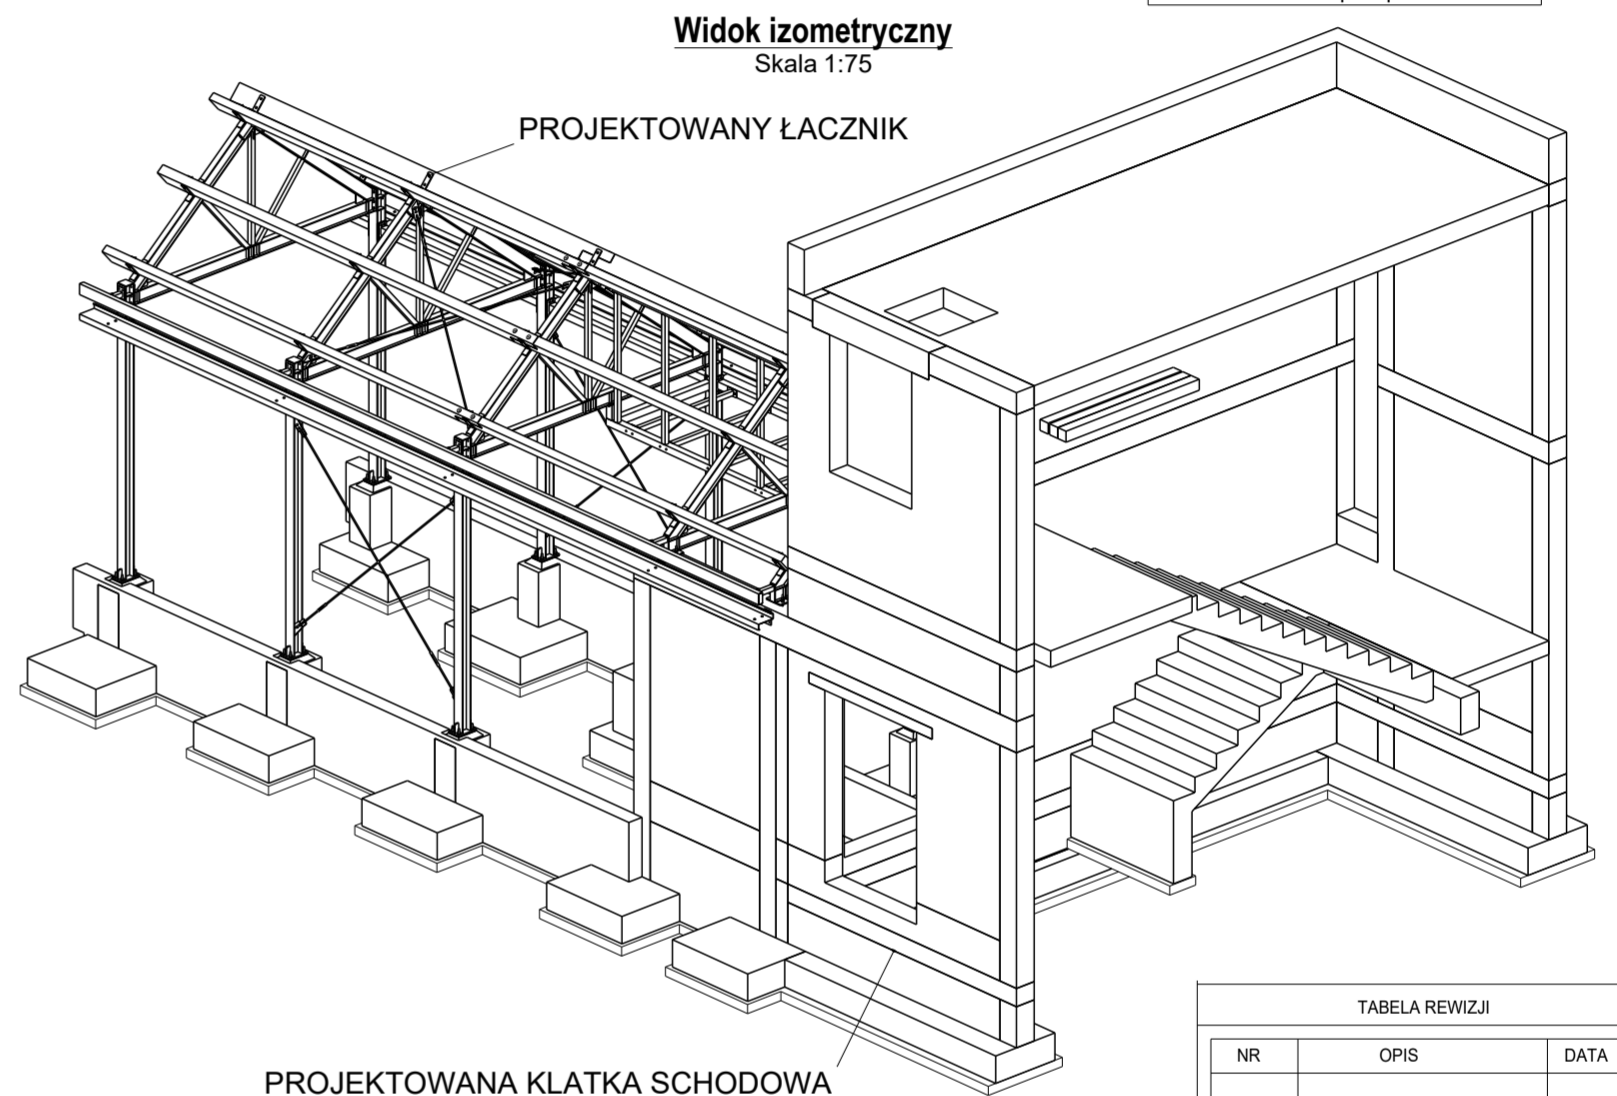 Widok izometryczny
Skala 1:75
PROJEKTOWANY ŁACZNIK
PROJEKTOWANA KLATKA SCHODOWA
TABELA REWIZJI
NR OPIS DATA